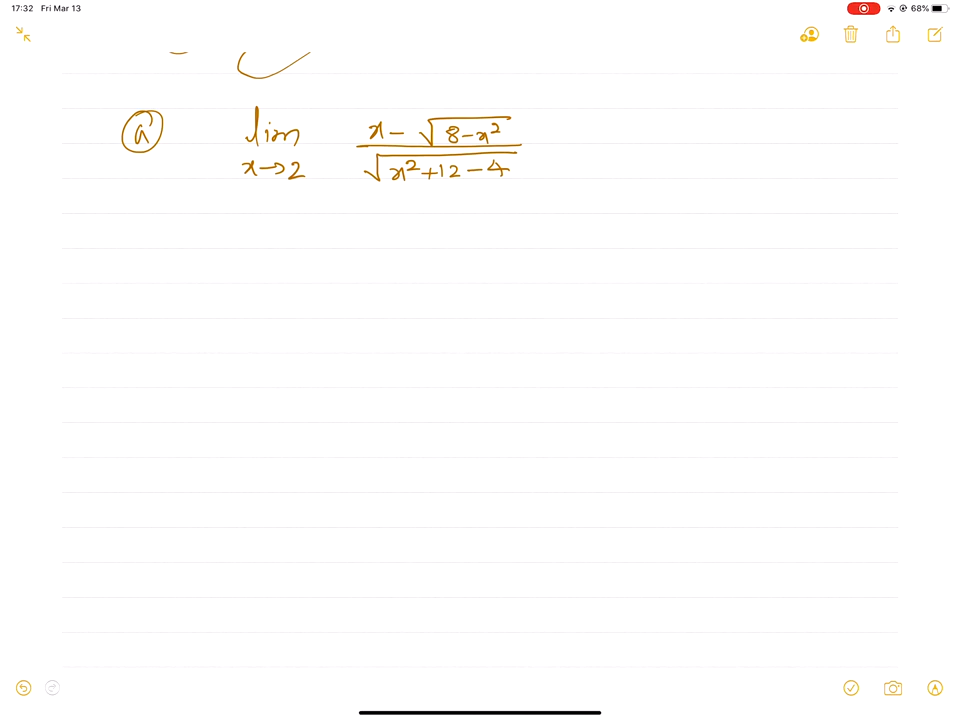 17:32 Fri Mar 13 68%
a lim x→2 (x − √(8−x²)) / √(x²+12−4)